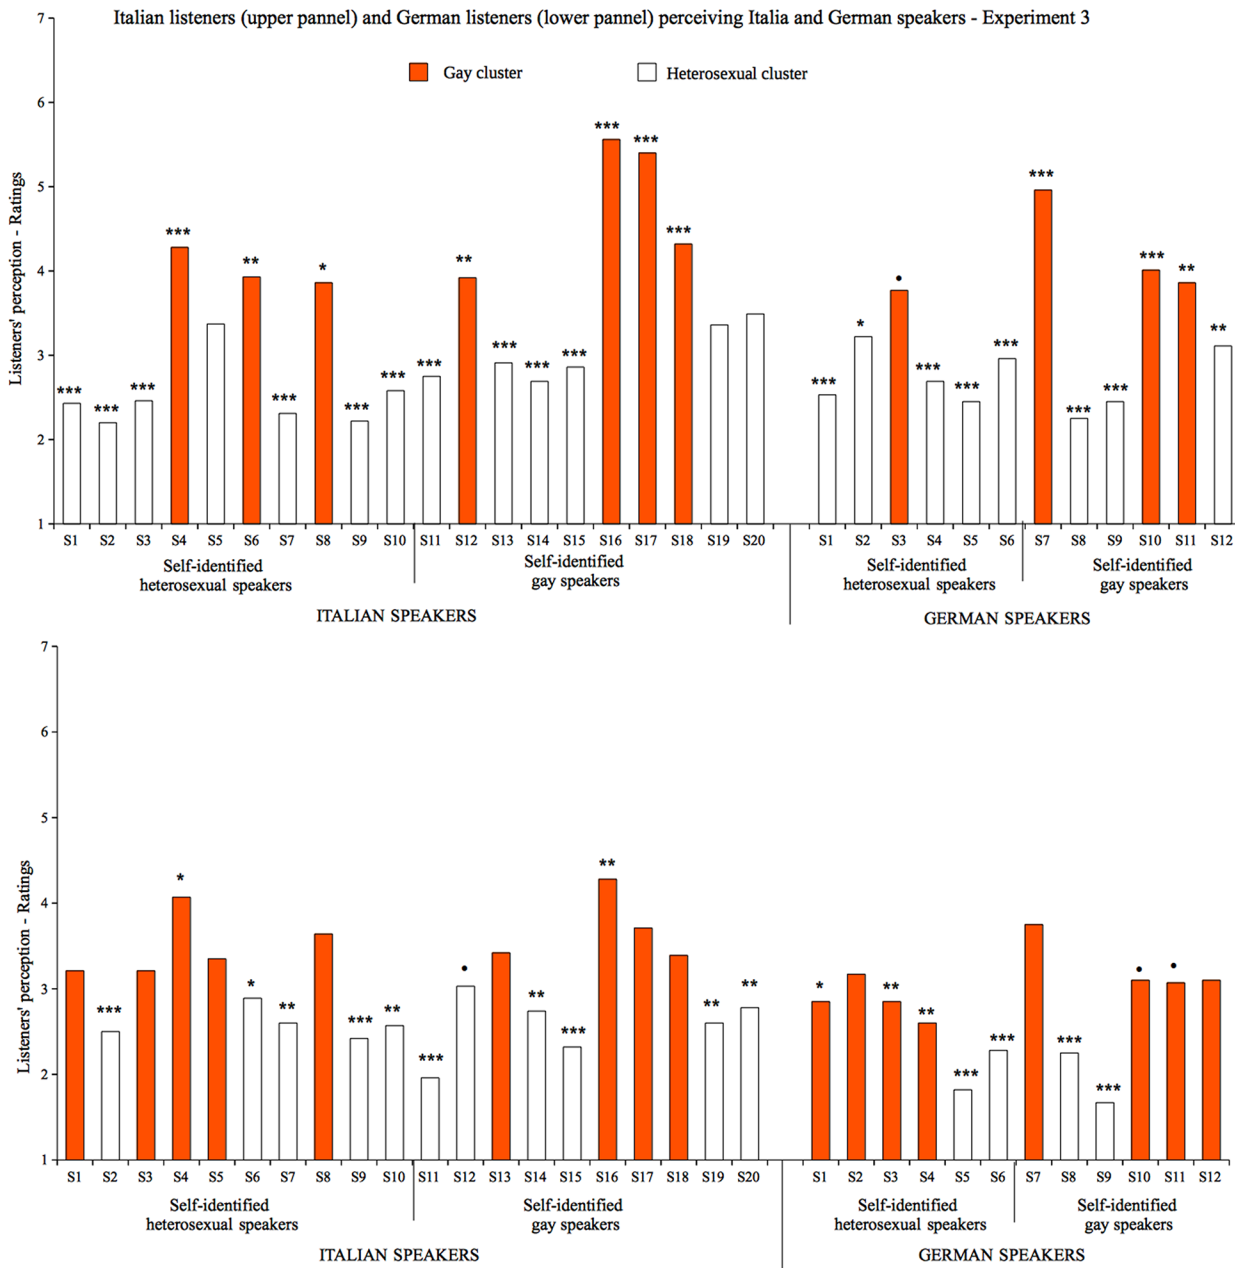 Italian listeners (upper pannel) and German listeners (lower pannel) perceiving Italia and German speakers - Experiment 3
Gay cluster
Heterosexual cluster
Listeners' perception - Ratings
7
6
5
4
3
2
1
*** *** *** *** ** *** * *** *** *** ** *** *** *** *** *** ***
*** * • *** *** *** *** *** *** *** ** **
S1 S2 S3 S4 S5 S6 S7 S8 S9 S10 S11 S12 S13 S14 S15 S16 S17 S18 S19 S20 S1 S2 S3 S4 S5 S6 S7 S8 S9 S10 S11 S12
Self-identified
heterosexual speakers
Self-identified
gay speakers
Self-identified
heterosexual speakers
Self-identified
gay speakers
ITALIAN SPEAKERS
GERMAN SPEAKERS
Listeners' perception - Ratings
7
6
5
4
3
2
1
*** * * ** *** ** *** • ** *** ** ** **
* ** ** *** *** *** *** • •
S1 S2 S3 S4 S5 S6 S7 S8 S9 S10 S11 S12 S13 S14 S15 S16 S17 S18 S19 S20 S1 S2 S3 S4 S5 S6 S7 S8 S9 S10 S11 S12
Self-identified
heterosexual speakers
Self-identified
gay speakers
Self-identified
heterosexual speakers
Self-identified
gay speakers
ITALIAN SPEAKERS
GERMAN SPEAKERS